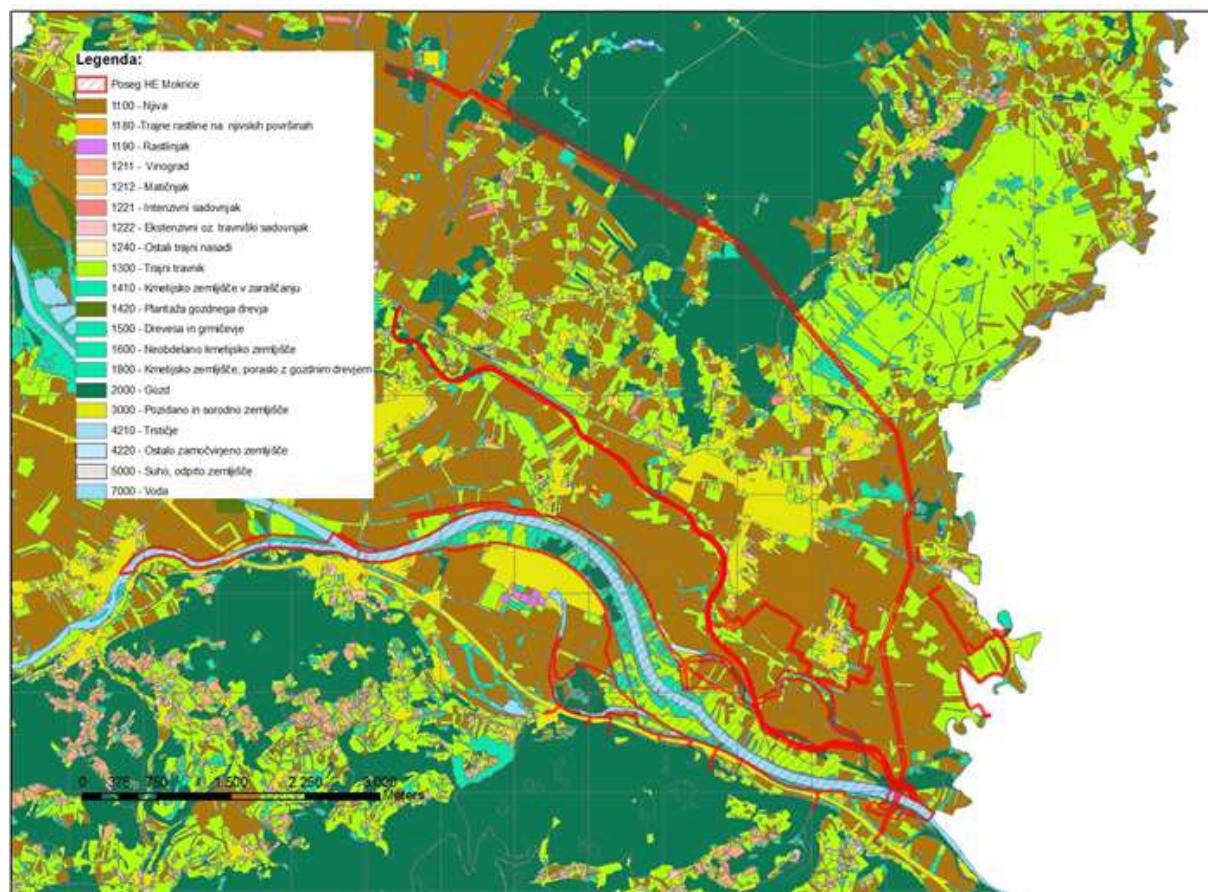 Legenda:
Poseg HE Mokrice
1100 - Njiva
1180 -Trajne rastline na njivskih površinah
1190 - Rastlinjak
1211 - Vinograd
1212 - Matičnjak
1221 - Intenzivni sadovnjak
1222 - Ekstenzivni oz. travniški sadovnjak
1240 - Ostali trajni nasadi
1300 - Trajni travnik
1410 - Kmetijsko zemljišče v zaraščanju
1420 - Plantaža gozdnega drevja
1500 - Drevesa in grmičevje
1600 - Neobdelano kmetijsko zemljišče
1800 - Kmetijsko zemljišče, poraslo z gozdnim drevjem
2000 - Gozd
3000 - Pozidano in sorodno zemljišče
4210 - Trstičje
4220 - Ostalo zamočvirjeno zemljišče
5000 - Suho, odprto zemljišče
7000 - Voda
0 375 750 1.500 2.250 3.000
Meters